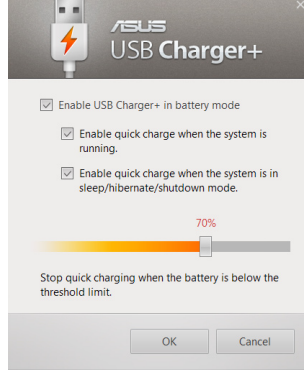 ASUS
USB Charger+
Enable USB Charger+ in battery mode
Enable quick charge when the system is
running.
Enable quick charge when the system is in
sleep/hibernate/shutdown mode.
70%
Stop quick charging when the battery is below the
threshold limit.
OK
Cancel